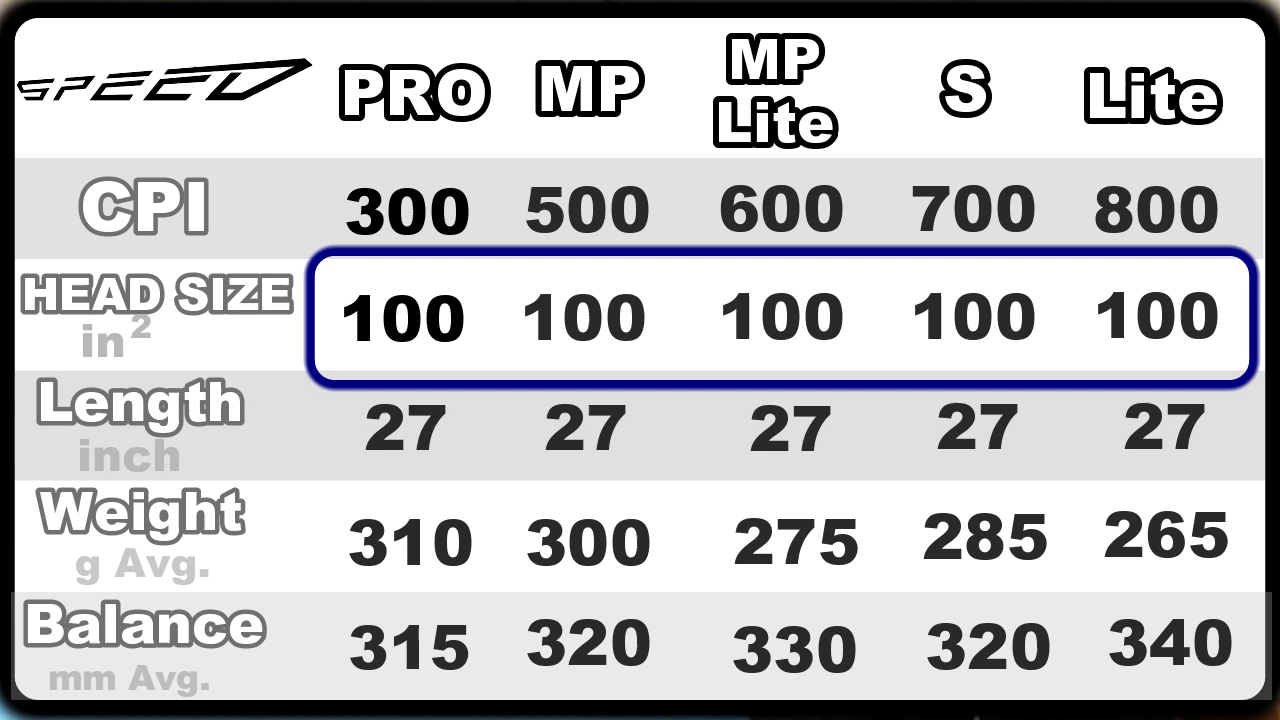 SPEED PRO MP MP Lite S Lite
CPI 300 500 600 700 800
HEAD SIZE in² 100 100 100 100 100
Length inch 27 27 27 27 27
Weight g Avg. 310 300 275 285 265
Balance mm Avg. 315 320 330 320 340